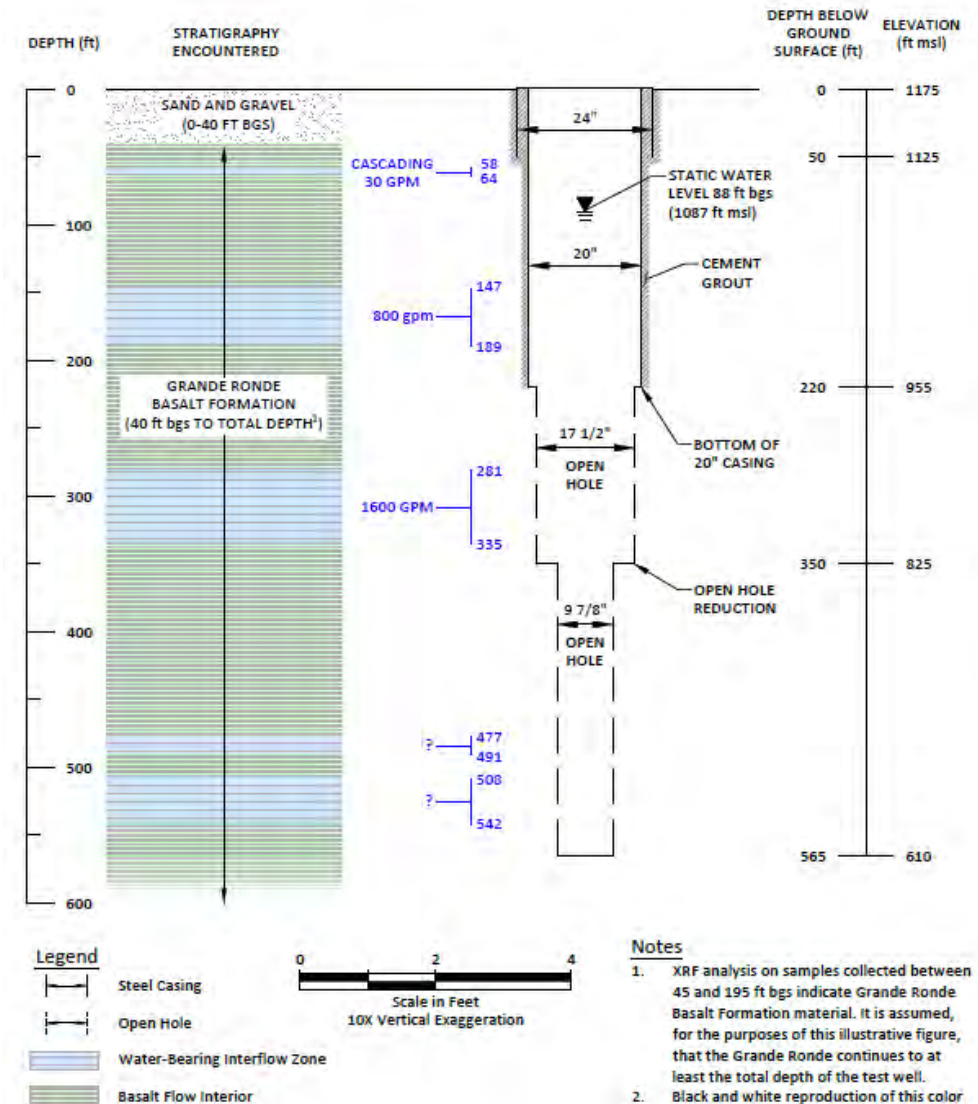 DEPTH (ft)
STRATIGRAPHY
ENCOUNTERED
DEPTH BELOW
GROUND
SURFACE (ft)
ELEVATION
(ft msl)
0
100
200
300
400
500
600
SAND AND GRAVEL
(0-40 FT BGS)
GRANDE RONDE
BASALT FORMATION
(40 ft bgs TO TOTAL DEPTH¹)
CASCADING
30 GPM
58
64
800 gpm
147
189
1600 GPM
281
335
?
477
491
?
508
542
24"
STATIC WATER
LEVEL 88 ft bgs
(1087 ft msl)
20"
CEMENT
GROUT
17 1/2"
OPEN
HOLE
BOTTOM OF
20" CASING
OPEN HOLE
REDUCTION
9 7/8"
OPEN
HOLE
0 1175
50 1125
220 955
350 825
565 610
Legend
Steel Casing
Open Hole
Water-Bearing Interflow Zone
Basalt Flow Interior
0 2 4
Scale in Feet
10X Vertical Exaggeration
Notes
1. XRF analysis on samples collected between
45 and 195 ft bgs indicate Grande Ronde
Basalt Formation material. It is assumed,
for the purposes of this illustrative figure,
that the Grande Ronde continues to at
least the total depth of the test well.
2. Black and white reproduction of this color